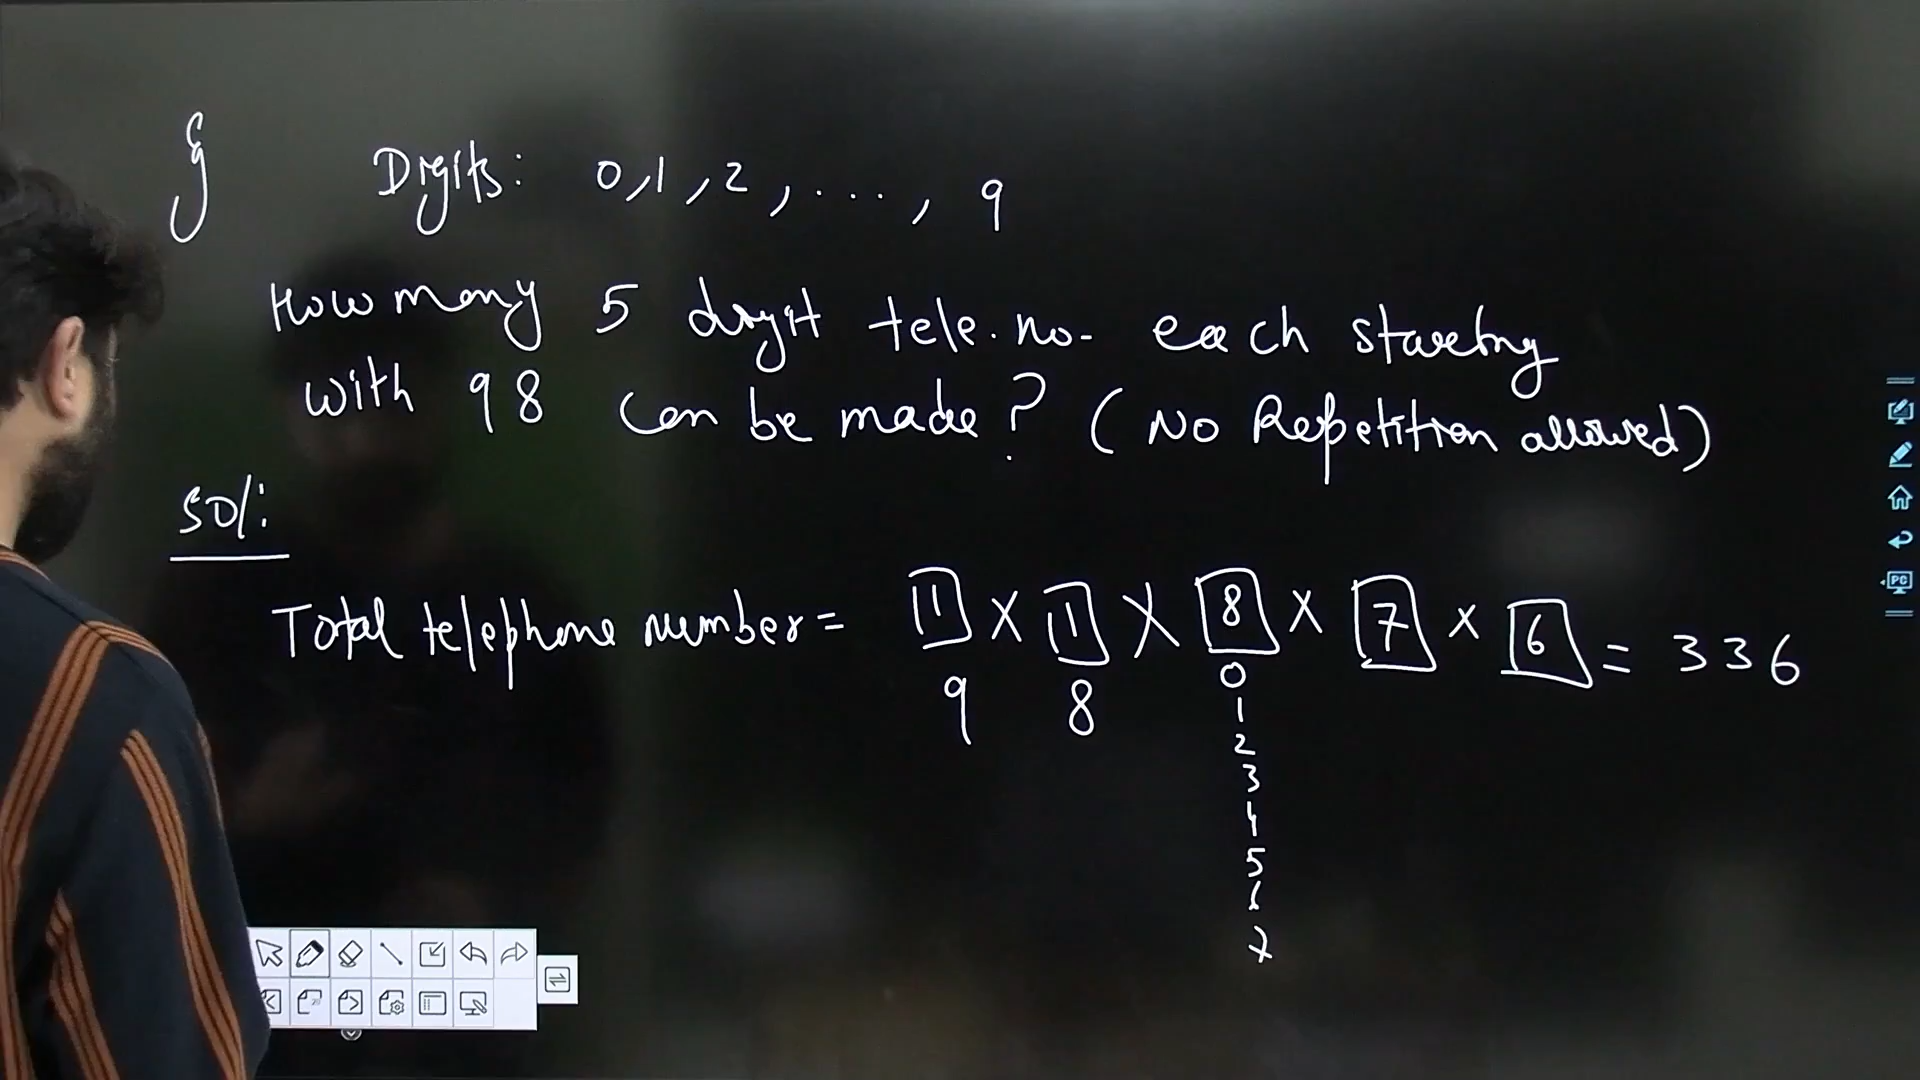 Digits: 0, 1, 2, ..., 9
How many 5 digit tele. no. each starting
with 98 can be made? (No Repetition allowed)
Sol:
Total telephone number = 1 × 1 × 8 × 7 × 6 = 336
9 8 0
1
2
3
4
5
6
7
PC